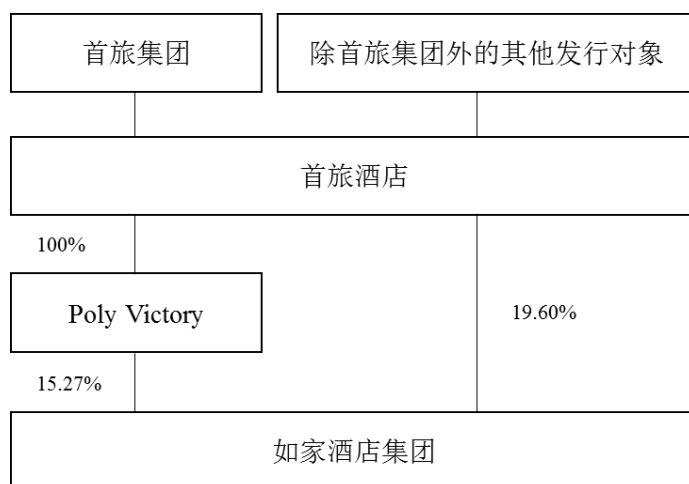 首旅集团
除首旅集团外的其他发行对象
首旅酒店
100%
Poly Victory
19.60%
15.27%
如家酒店集团